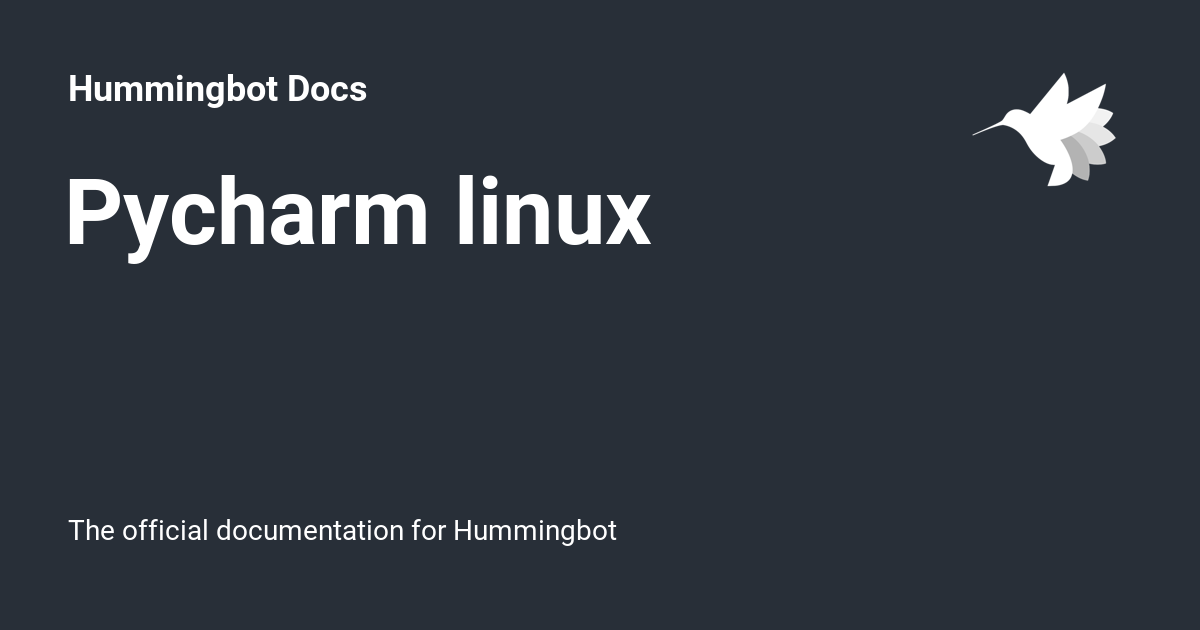 Hummingbot Docs
Pycharm linux
The official documentation for Hummingbot